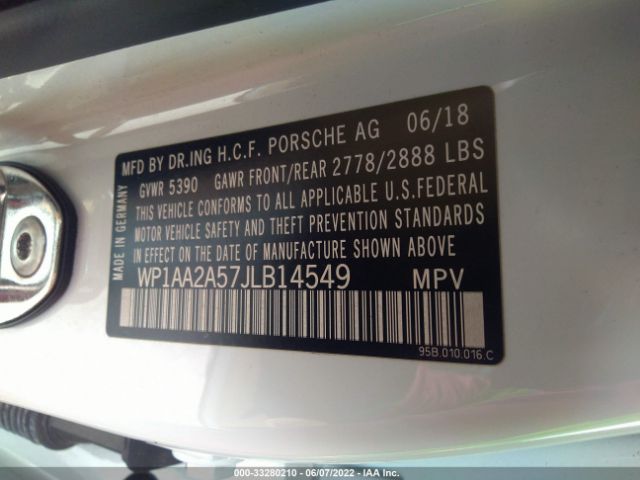 MFD BY DR.ING H.C.F. PORSCHE AG 06/18
GVWR 5390 GAWR FRONT/REAR 2778/2888 LBS
THIS VEHICLE CONFORMS TO ALL APPLICABLE U.S.FEDERAL
MOTOR VEHICLE SAFETY AND THEFT PREVENTION STANDARDS
IN EFFECT ON THE DATE OF MANUFACTURE SHOWN ABOVE
MADE IN GERMANY
WP1AA2A57JLB14549 MPV
95B.010.016.C
000-33280210 - 06/07/2022 - IAA Inc.